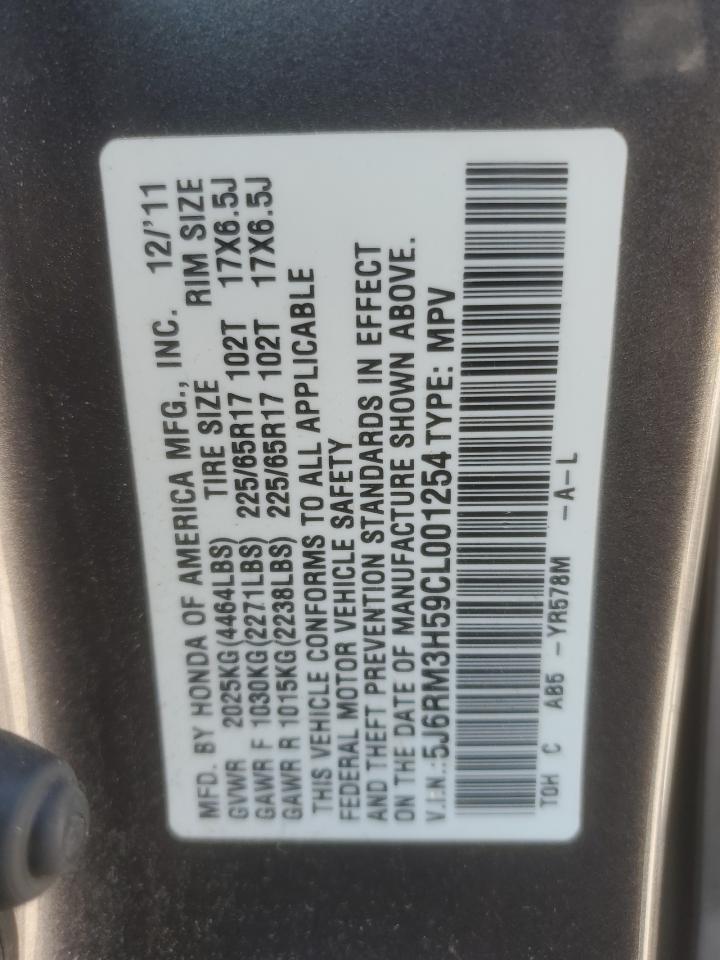 MFD. BY HONDA OF AMERICA MFG., INC. 12/'11
GVWR 2025KG(4464LBS) TIRE SIZE RIM SIZE
GAWR F 1030KG(2271LBS) 225/65R17 102T 17X6.5J
GAWR R 1015KG(2238LBS) 225/65R17 102T 17X6.5J
THIS VEHICLE CONFORMS TO ALL APPLICABLE
FEDERAL MOTOR VEHICLE SAFETY
AND THEFT PREVENTION STANDARDS IN EFFECT
ON THE DATE OF MANUFACTURE SHOWN ABOVE.
V.I.N.:5J6RM3H59CL001254 TYPE: MPV
TOH C AB5 -YR578M -A-L